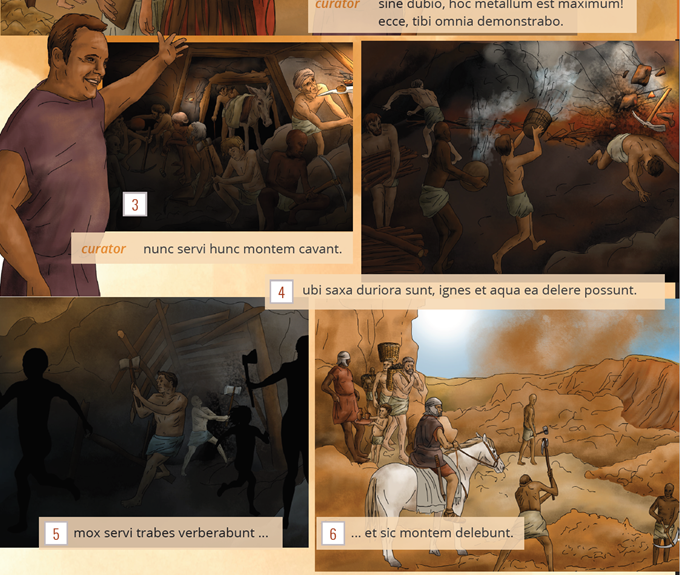 curator sine dubio, hoc metallum est maximum!
ecce, tibi omnia demonstrabo.
3
curator nunc servi hunc montem cavant.
4 ubi saxa duriora sunt, ignes et aqua ea delere possunt.
5 mox servi trabes verberabunt ...
6 ... et sic montem delebunt.